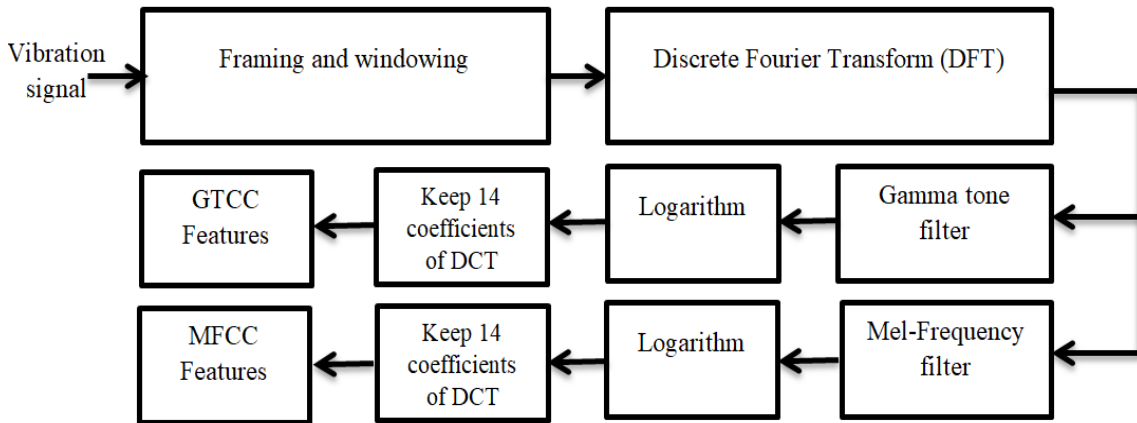 Vibration
signal
Framing and windowing
Discrete Fourier Transform (DFT)
GTCC
Features
Keep 14
coefficients
of DCT
Logarithm
Gamma tone
filter
MFCC
Features
Keep 14
coefficients
of DCT
Logarithm
Mel-Frequency
filter